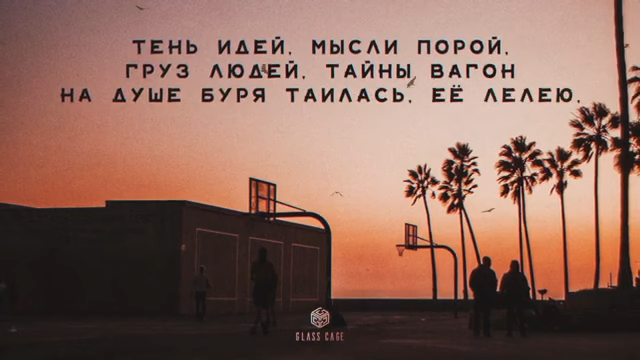 ТЕНЬ ИДЕЙ, МЫСЛИ ПОРОЙ,
ГРУЗ ЛЮДЕЙ, ТАЙНЫ ВАГОН
НА ДУШЕ БУРЯ ТАИЛАСЬ, ЕЁ ЛЕЛЕЮ,
GLASS CAGE